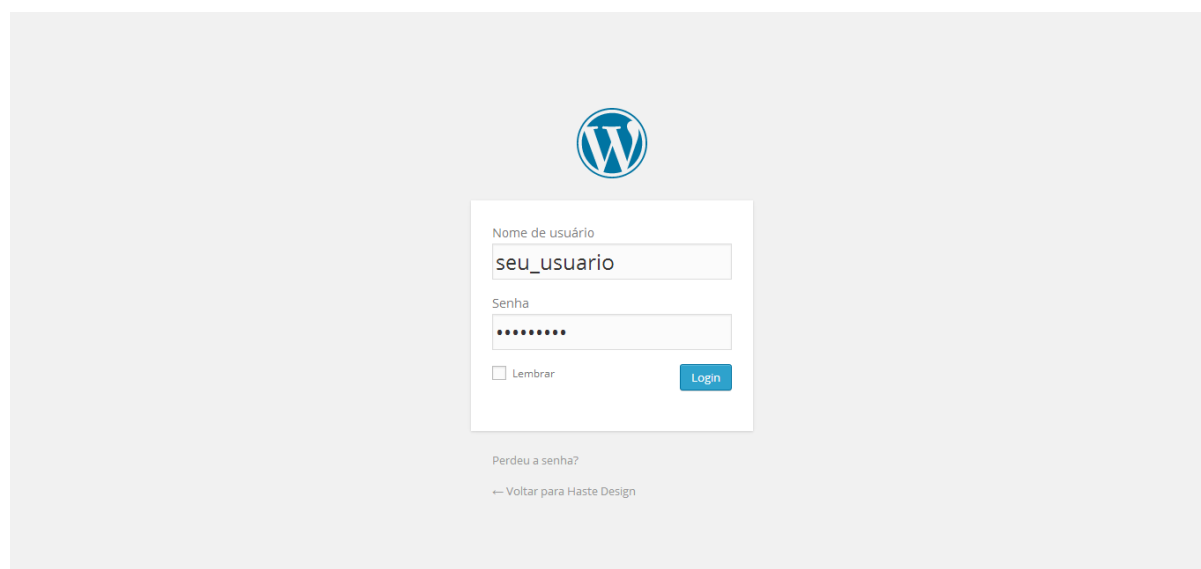 Nome de usuário
seu_usuario
Senha
•••••••••
Lembrar
Login
Perdeu a senha?
← Voltar para Haste Design